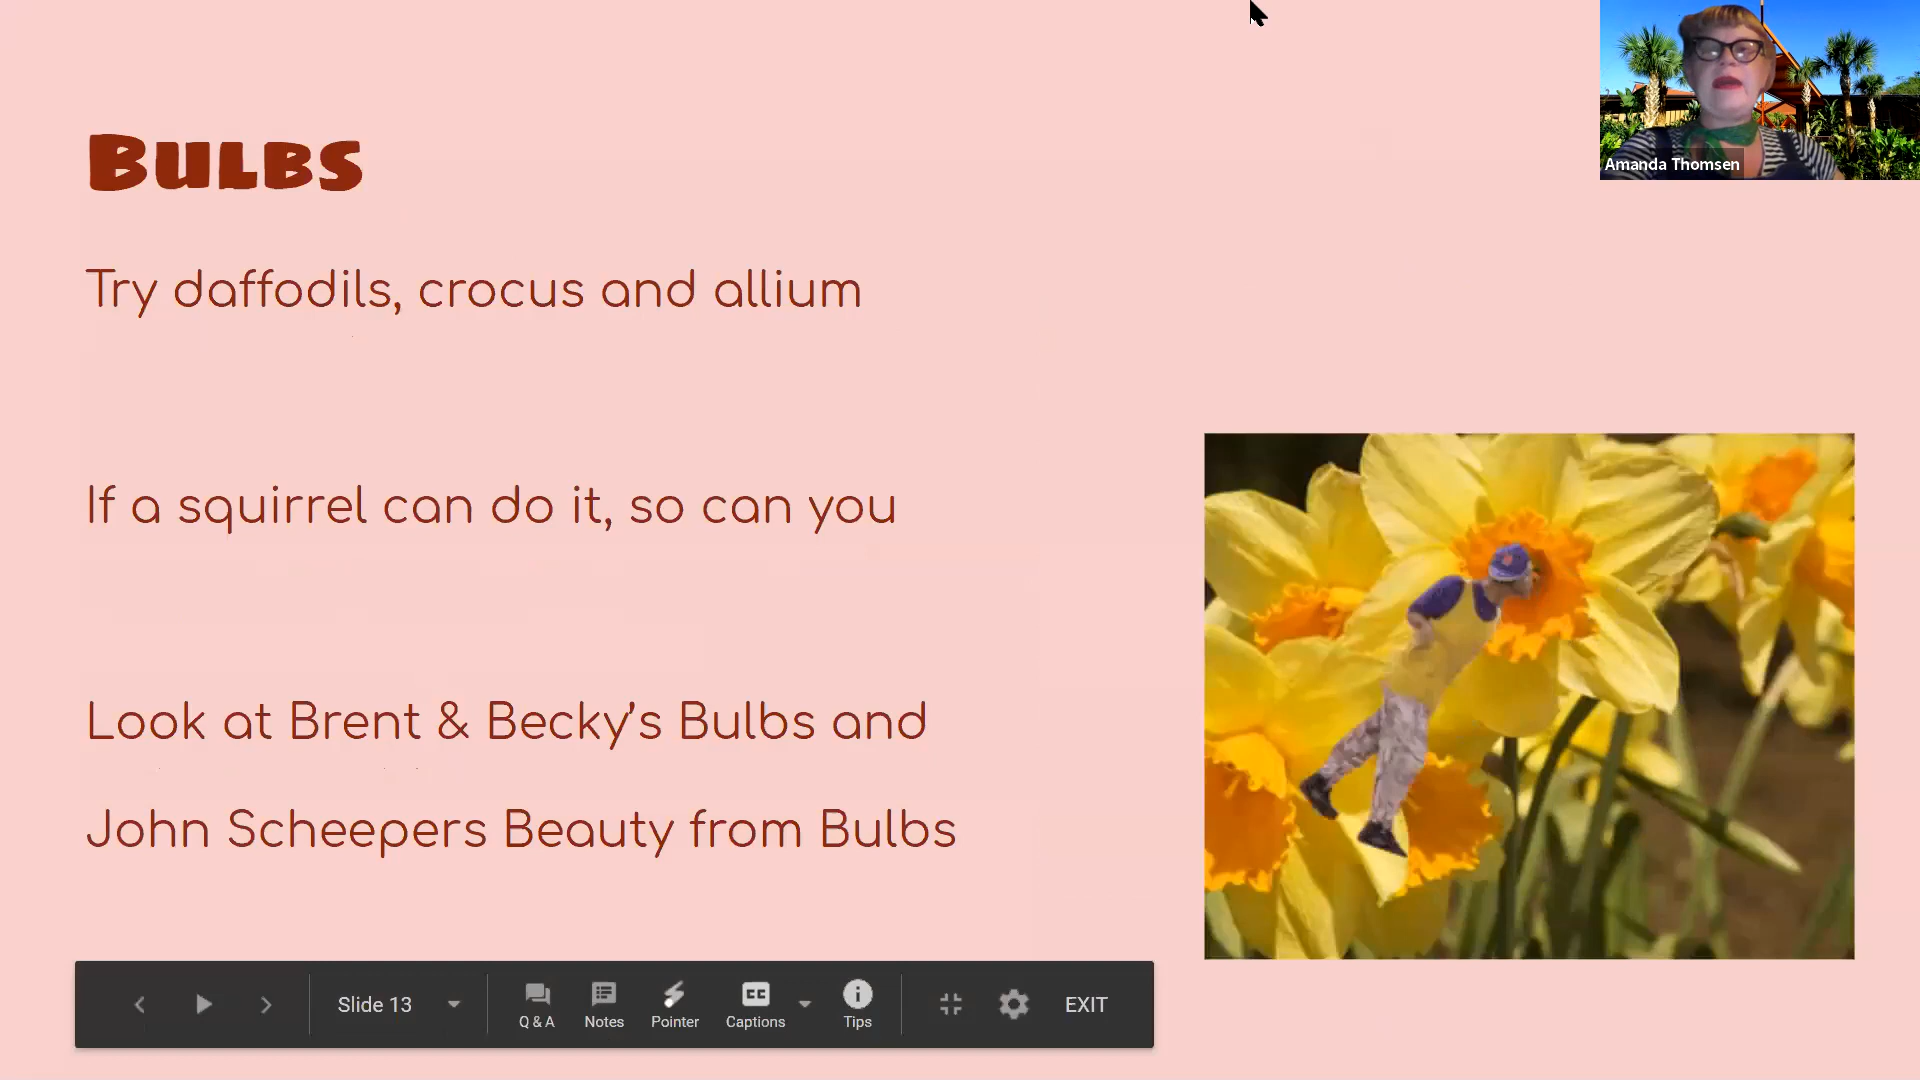 Amanda Thomsen
Bulbs
Try daffodils, crocus and allium
If a squirrel can do it, so can you
Look at Brent & Becky’s Bulbs and
John Scheepers Beauty from Bulbs
Slide 13
Q & A
Notes
Pointer
CC
Captions
Tips
EXIT